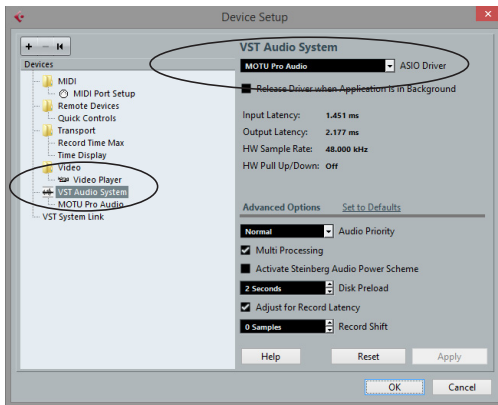 Device Setup
+ - 
Devices
MIDI
MIDI Port Setup
Remote Devices
Quick Controls
Transport
Record Time Max
Time Display
Video
Video Player
VST Audio System
MOTU Pro Audio
VST System Link
VST Audio System
MOTU Pro Audio ASIO Driver
Release Driver when Application is in Background
Input Latency: 1.451 ms
Output Latency: 2.177 ms
HW Sample Rate: 48.000 kHz
HW Pull Up/Down: Off
Advanced Options Set to Defaults
Normal Audio Priority
Multi Processing
Activate Steinberg Audio Power Scheme
2 Seconds Disk Preload
Adjust for Record Latency
0 Samples Record Shift
Help Reset Apply
OK Cancel